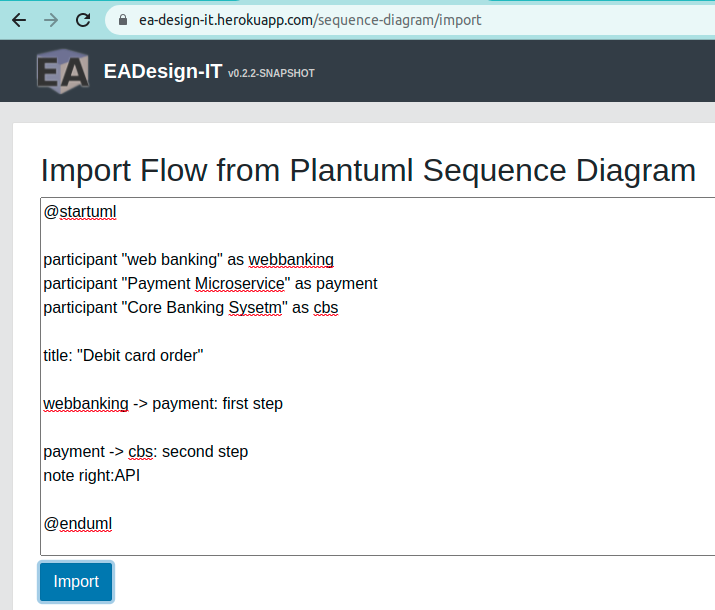 ea-design-it.herokuapp.com/sequence-diagram/import
EA EADesign-IT v0.2.2-SNAPSHOT
Import Flow from Plantuml Sequence Diagram
@startuml
participant "web banking" as webbanking
participant "Payment Microservice" as payment
participant "Core Banking Sysetm" as cbs
title: "Debit card order"
webbanking -> payment: first step
payment -> cbs: second step
note right:API
@enduml
Import